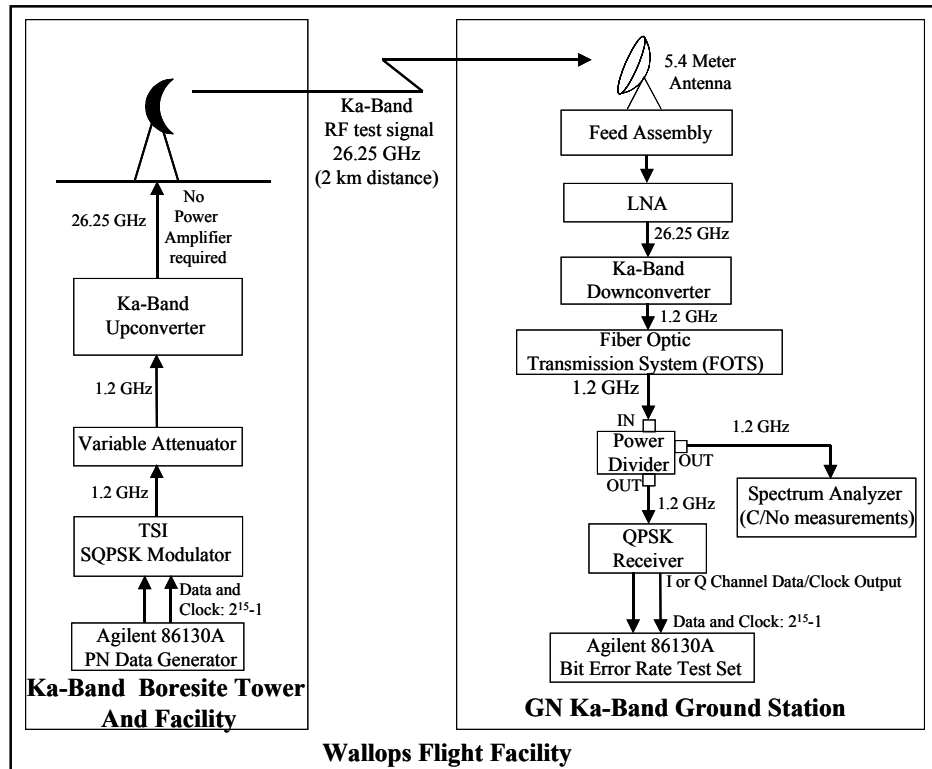 Ka-Band
RF test signal
26.25 GHz
(2 km distance)
26.25 GHz
No
Power
Amplifier
required
Ka-Band
Upconverter
1.2 GHz
Variable Attenuator
1.2 GHz
TSI
SQPSK Modulator
Data and
Clock: 2¹⁵-1
Agilent 86130A
PN Data Generator
Ka-Band Boresite Tower
And Facility
5.4 Meter
Antenna
Feed Assembly
LNA
26.25 GHz
Ka-Band
Downconverter
1.2 GHz
Fiber Optic
Transmission System (FOTS)
1.2 GHz
IN
Power
Divider
OUT
1.2 GHz
OUT
1.2 GHz
Spectrum Analyzer
(C/No measurements)
QPSK
Receiver
I or Q Channel Data/Clock Output
Data and Clock: 2¹⁵-1
Agilent 86130A
Bit Error Rate Test Set
GN Ka-Band Ground Station
Wallops Flight Facility